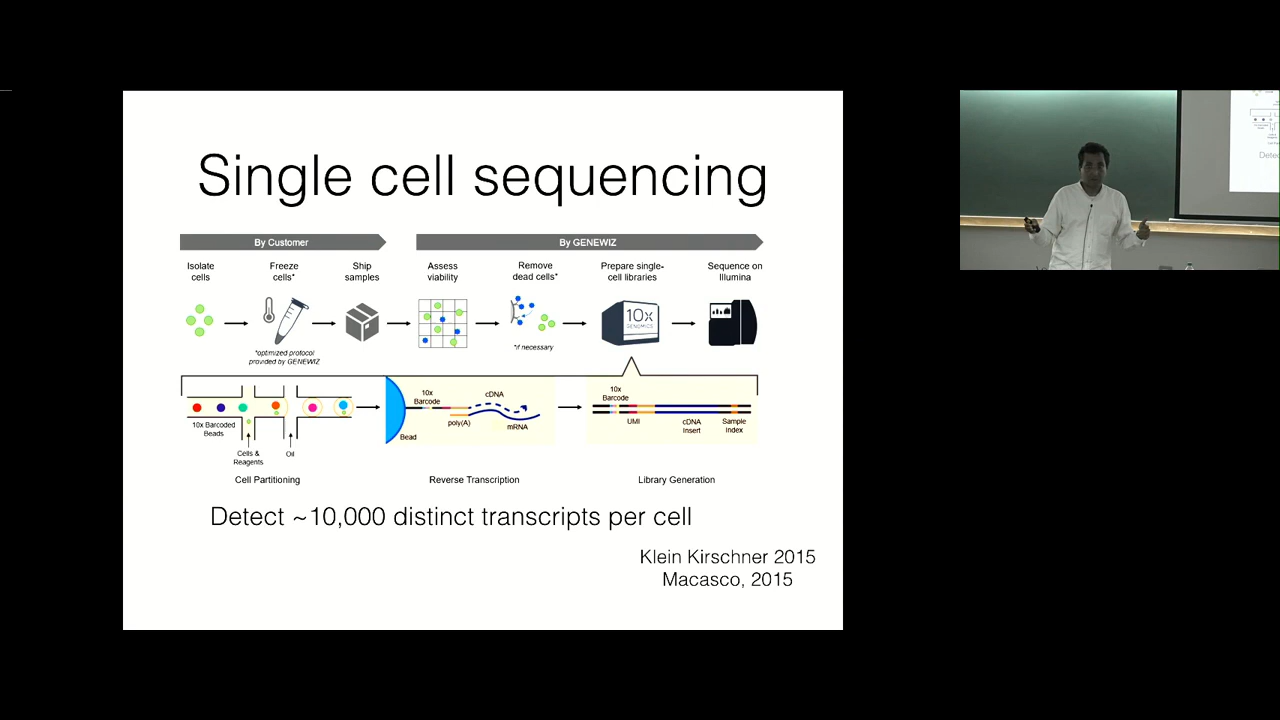 Single cell sequencing
By Customer
By GENEWIZ
Isolate
cells
Freeze
cells*
Ship
samples
Assess
viability
Remove
dead cells*
Prepare single-
cell libraries
Sequence on
Illumina
10x
GENOMICS
*optimized protocol
provided by GENEWIZ
*if necessary
10x Barcoded
Beads
Cells &
Reagents
Oil
Cell Partitioning
10x
Barcode
cDNA
poly(A)
mRNA
Bead
Reverse Transcription
10x
Barcode
UMI
cDNA
Insert
Sample
Index
Library Generation
Detect ~10,000 distinct transcripts per cell
Klein Kirschner 2015
Macasco, 2015
Detec